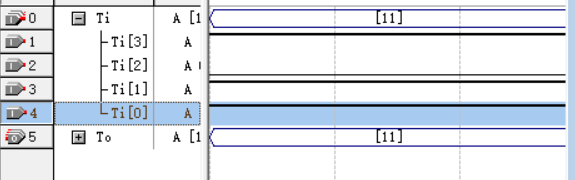 0 Ti A [1 [11]
1 Ti[3] A
2 Ti[2] A
3 Ti[1] A
4 Ti[0] A
5 To A [1 [11]